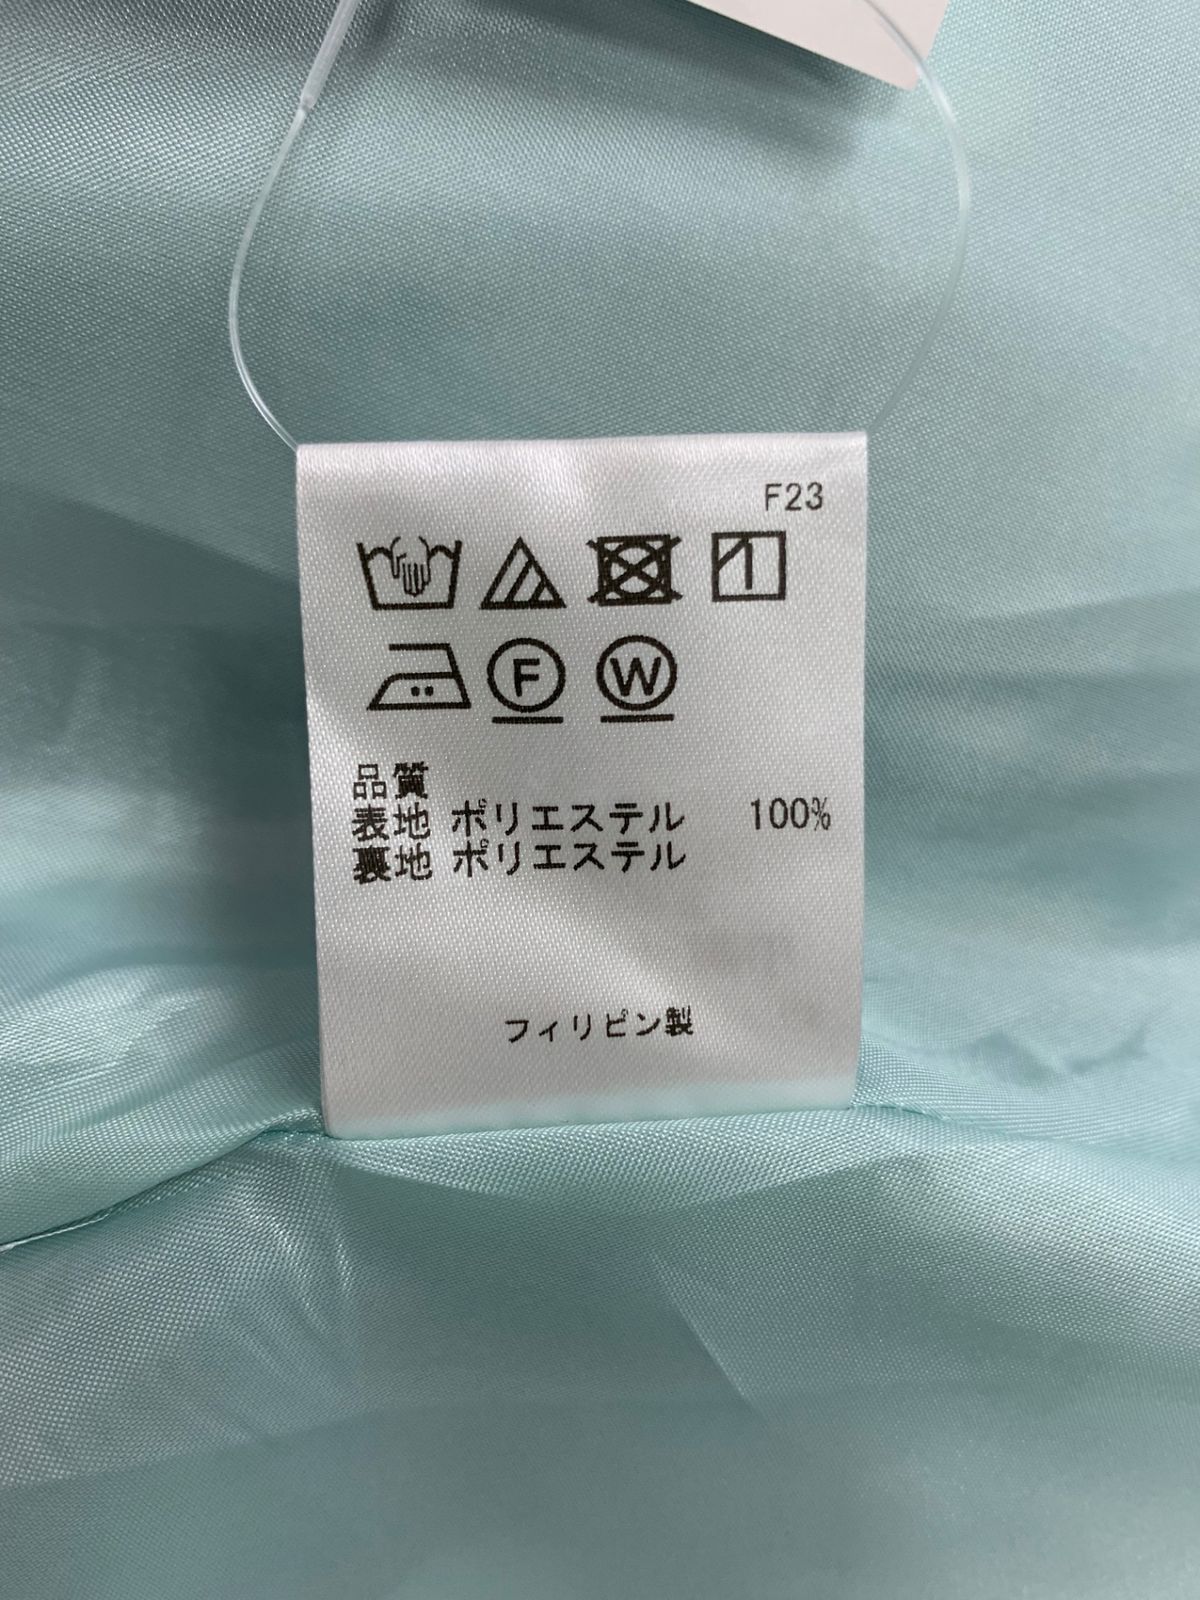 F23
F W
品質
表地 ポリエステル 100%
裏地 ポリエステル
フィリピン製